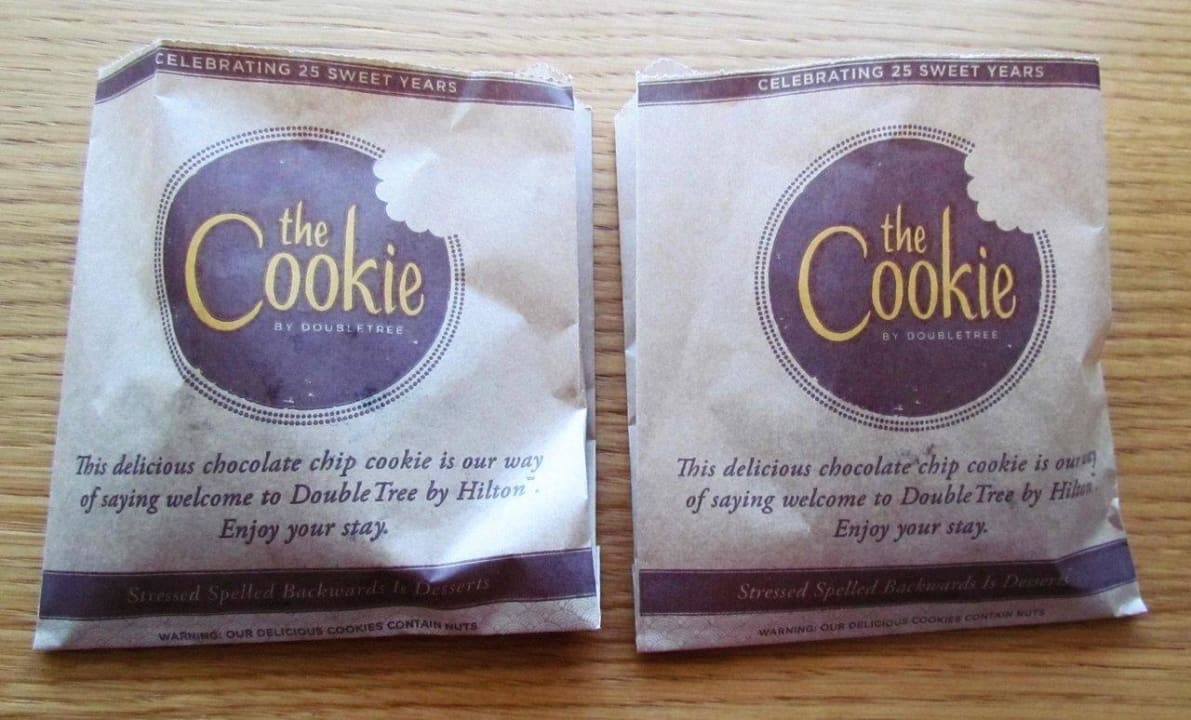 CELEBRATING 25 SWEET YEARS
the
Cookie
BY DOUBLETREE
This delicious chocolate chip cookie is our way
of saying welcome to DoubleTree by Hilton™.
Enjoy your stay.
Stressed Spelled Backwards Is Desserts
WARNING: OUR DELICIOUS COOKIES CONTAIN NUTS
CELEBRATING 25 SWEET YEARS
the
Cookie
BY DOUBLETREE
This delicious chocolate chip cookie is our way
of saying welcome to DoubleTree by Hilton.
Enjoy your stay.
Stressed Spelled Backwards Is Desserts
WARNING: OUR DELICIOUS COOKIES CONTAIN NUTS